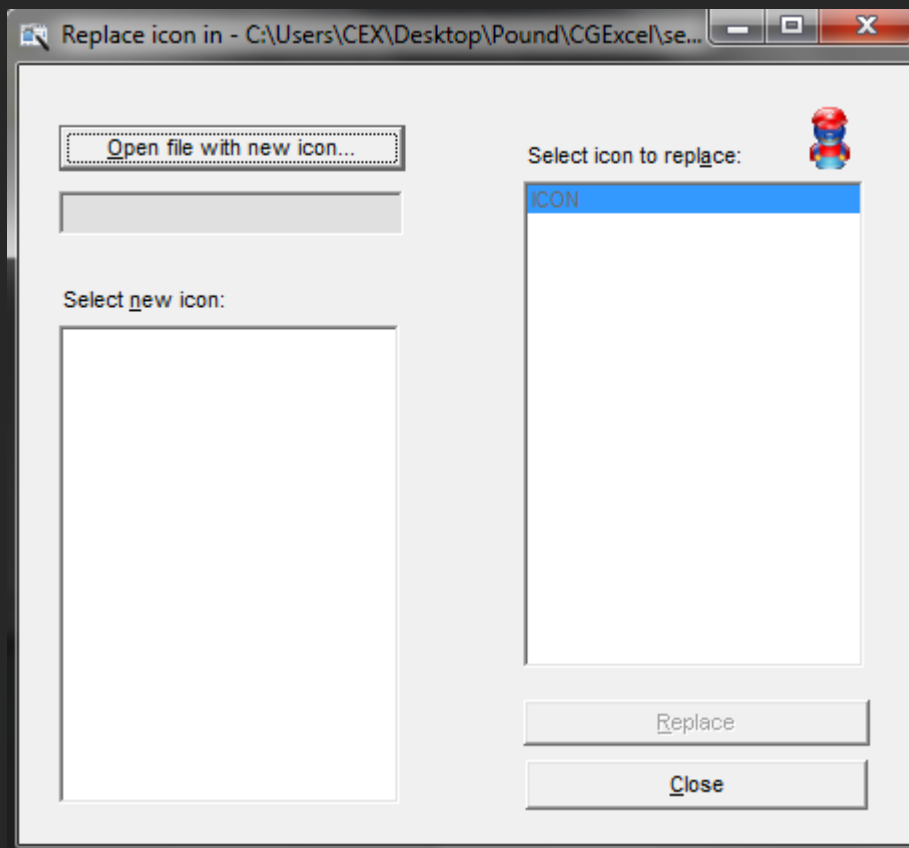 Replace icon in - C:\Users\CEX\Desktop\Pound\CGExcel\se...
Open file with new icon...
Select new icon:
Select icon to replace:
ICON
Replace
Close